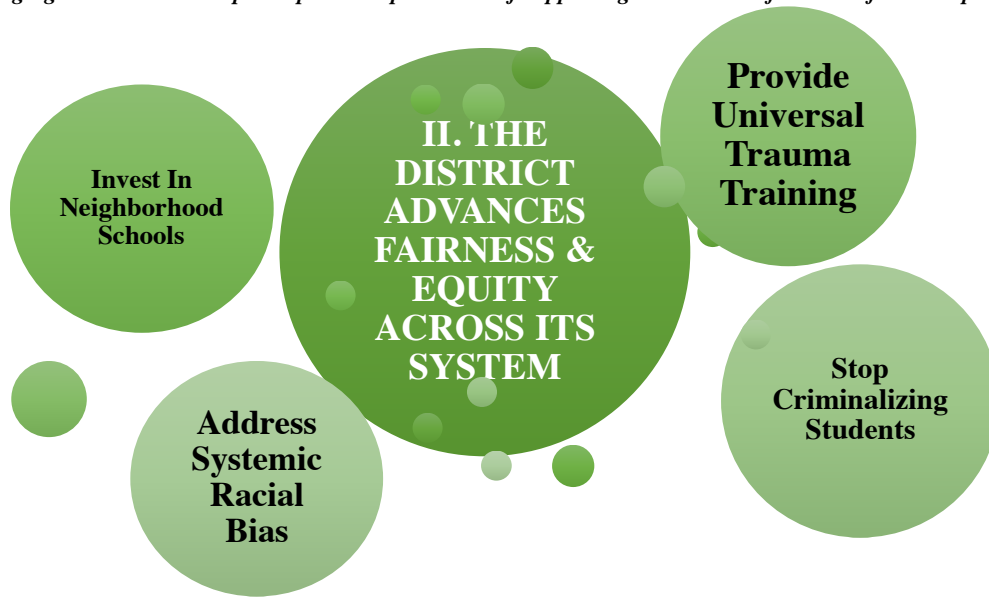 II. THE
DISTRICT
ADVANCES
FAIRNESS &
EQUITY
ACROSS ITS
SYSTEM
Invest In
Neighborhood
Schools
Provide
Universal
Trauma
Training
Address
Systemic
Racial
Bias
Stop
Criminalizing
Students